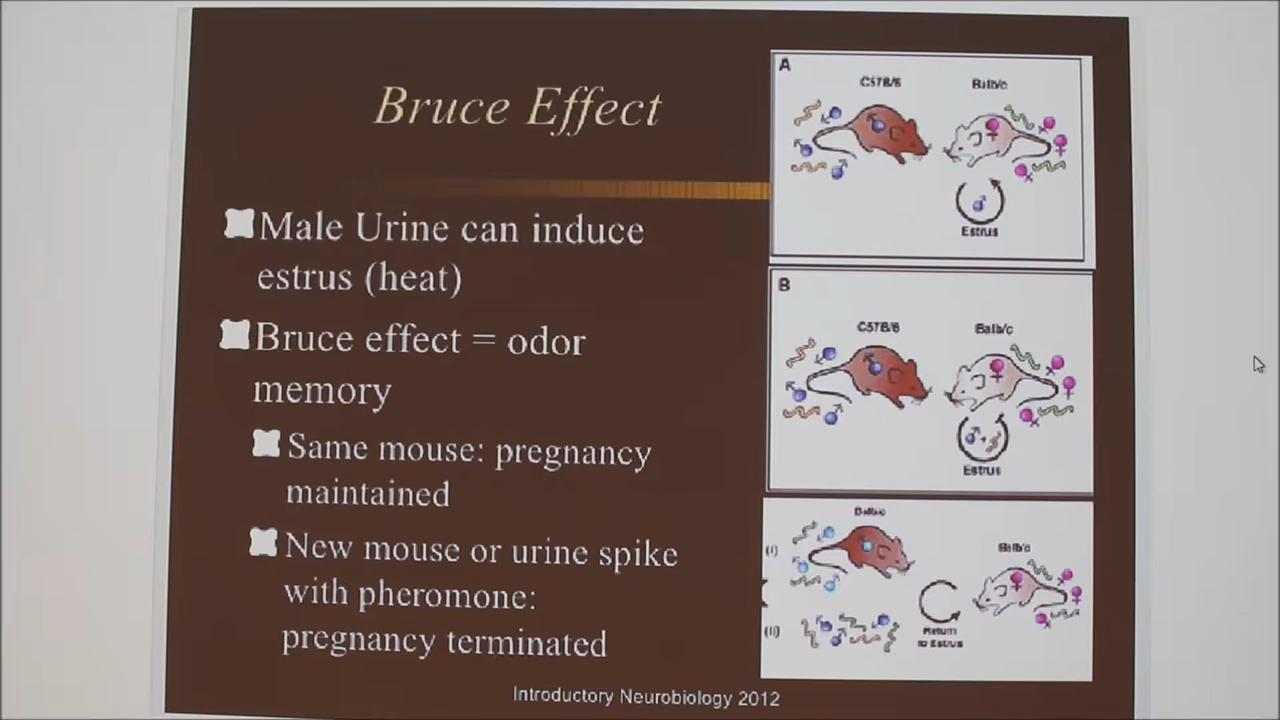 Bruce Effect
Male Urine can induce
estrus (heat)
Bruce effect = odor
memory
Same mouse: pregnancy
maintained
New mouse or urine spike
with pheromone:
pregnancy terminated
A
C57B/6
Balb/c
Estrus
B
C57B/6
Balb/c
Estrus
Balb/c
(i)
Balb/c
(ii)
Return
to Estrus
Introductory Neurobiology 2012